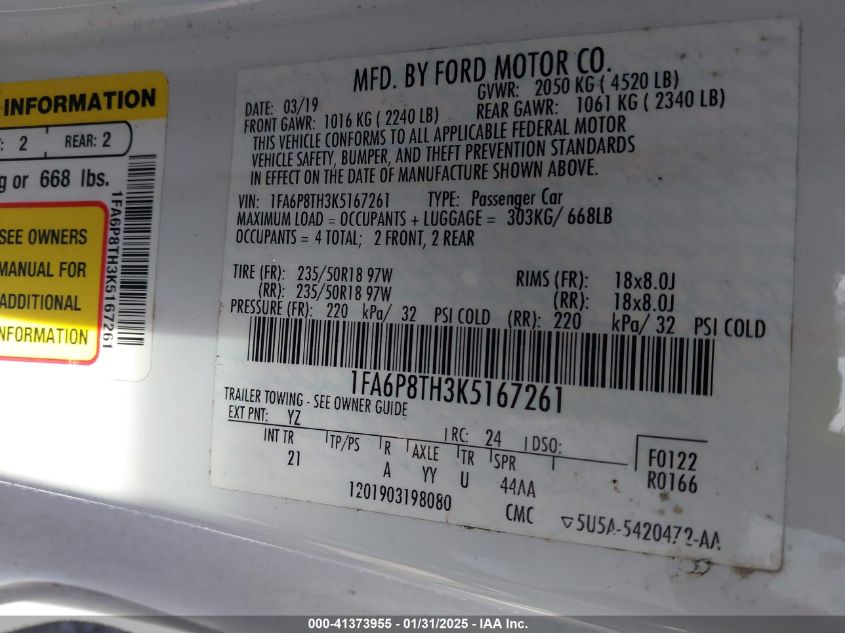 INFORMATION
: 2 REAR: 2
g or 668 lbs.
SEE OWNERS
MANUAL FOR
ADDITIONAL
INFORMATION
1FA6P8TH3K5167261
MFD. BY FORD MOTOR CO.
DATE: 03/19 GVWR: 2050 KG ( 4520 LB)
FRONT GAWR: 1016 KG ( 2240 LB) REAR GAWR: 1061 KG ( 2340 LB)
THIS VEHICLE CONFORMS TO ALL APPLICABLE FEDERAL MOTOR
VEHICLE SAFETY, BUMPER, AND THEFT PREVENTION STANDARDS
IN EFFECT ON THE DATE OF MANUFACTURE SHOWN ABOVE.
VIN: 1FA6P8TH3K5167261 TYPE: Passenger Car
MAXIMUM LOAD = OCCUPANTS + LUGGAGE = 303KG/ 668LB
OCCUPANTS = 4 TOTAL; 2 FRONT, 2 REAR
TIRE (FR): 235/50R18 97W RIMS (FR): 18x8.0J
(RR): 235/50R18 97W (RR): 18x8.0J
PRESSURE (FR): 220 kPa/ 32 PSI COLD (RR): 220 kPa/ 32 PSI COLD
1FA6P8TH3K5167261
TRAILER TOWING - SEE OWNER GUIDE
EXT PNT: YZ RC: 24 DSO:
INT TR TP/PS R AXLE TR SPR F0122
21 A YY U 44AA R0166
1201903198080 CMC ▽5U5A-5420472-AA
000-41373955 - 01/31/2025 - IAA Inc.